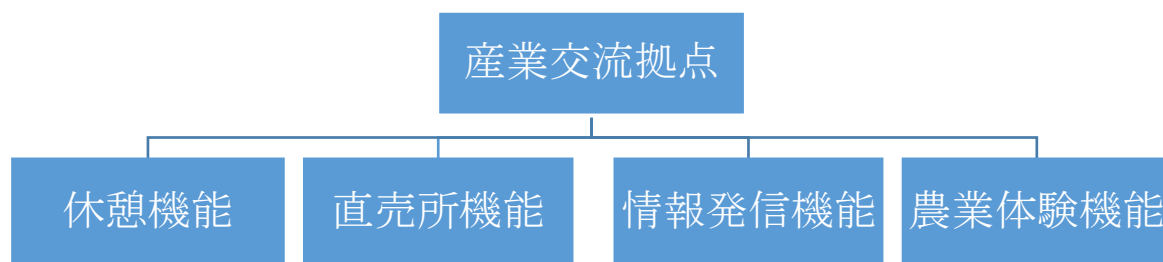 産業交流拠点
休憩機能
直売所機能
情報発信機能
農業体験機能